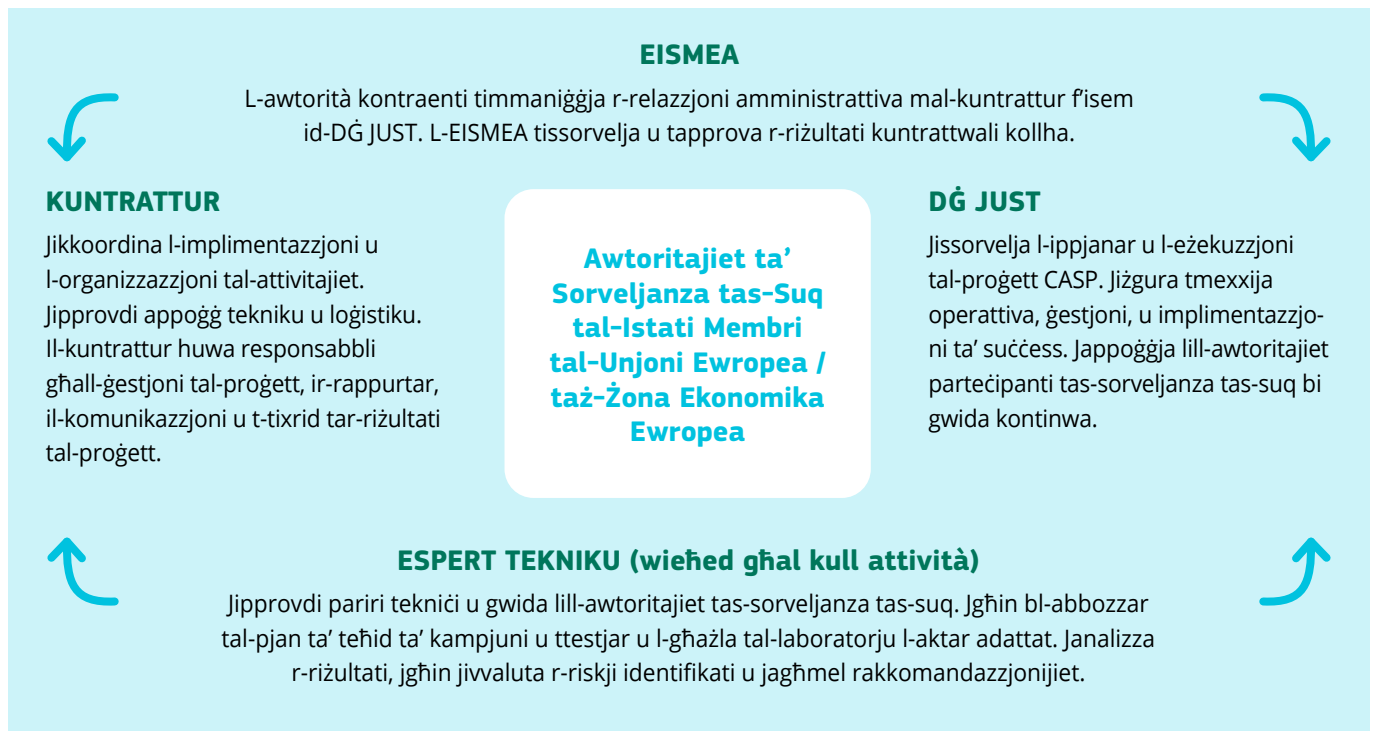 EISMEA
L-awtorità kontraenti timmaniġġja r-relazzjoni amministrattiva mal-kuntrattur f'isem
id-DĠ JUST. L-EISMEA tissorvelja u tapprova r-riżultati kuntrattwali kollha.
KUNTRATTUR
Jikkoordina l-implimentazzjoni u
l-organizzazzjoni tal-attivitajiet.
Jipprovdi appoġġ tekniku u loġistiku.
Il-kuntrattur huwa responsabbli
għall-ġestjoni tal-proġett, ir-rappurtar,
il-komunikazzjoni u t-tixrid tar-riżultati
tal-proġett.
Awtoritajiet ta'
Sorveljanza tas-Suq
tal-Istati Membri
tal-Unjoni Ewropea /
taż-Żona Ekonomika
Ewropea
DĠ JUST
Jissorvelja l-ippjanar u l-eżekuzzjoni
tal-proġett CASP. Jiżgura tmexxija
operattiva, ġestjoni, u implimentazzjo-
ni ta' suċċess. Jappoġġja lill-awtoritajiet
parteċipanti tas-sorveljanza tas-suq bi
gwida kontinwa.
ESPERT TEKNIKU (wieħed għal kull attività)
Jipprovdi pariri tekniċi u gwida lill-awtoritajiet tas-sorveljanza tas-suq. Jgħin bl-abbozzar
tal-pjan ta' teħid ta' kampjuni u ttestjar u l-għażla tal-laboratorju l-aktar adattat. Janalizza
r-riżultati, jgħin jivvaluta r-riskji identifikati u jagħmel rakkomandazzjonijiet.